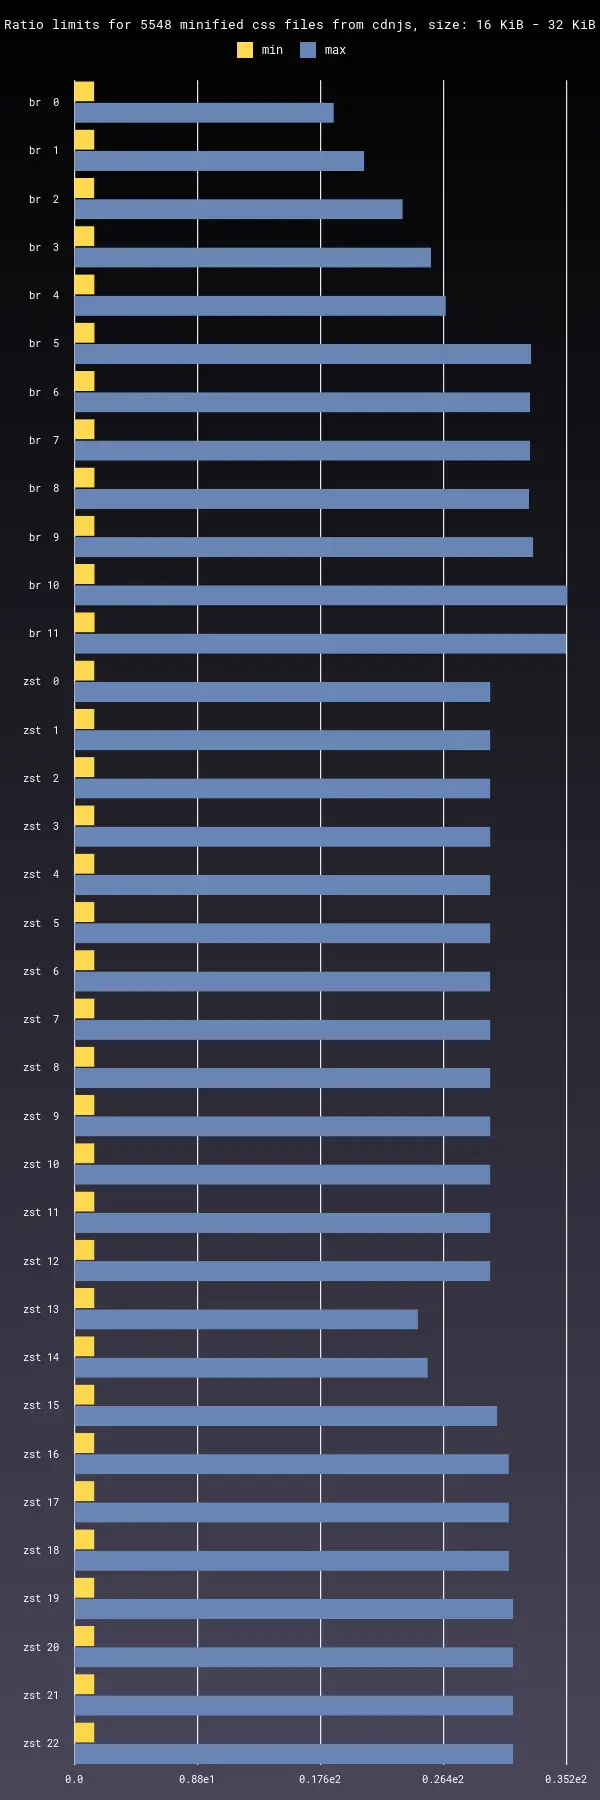 Ratio limits for 5548 minified css files from cdnjs, size: 16 KiB - 32 KiB
min max
br 0
br 1
br 2
br 3
br 4
br 5
br 6
br 7
br 8
br 9
br 10
br 11
zst 0
zst 1
zst 2
zst 3
zst 4
zst 5
zst 6
zst 7
zst 8
zst 9
zst 10
zst 11
zst 12
zst 13
zst 14
zst 15
zst 16
zst 17
zst 18
zst 19
zst 20
zst 21
zst 22
0.0 0.88e1 0.176e2 0.264e2 0.352e2